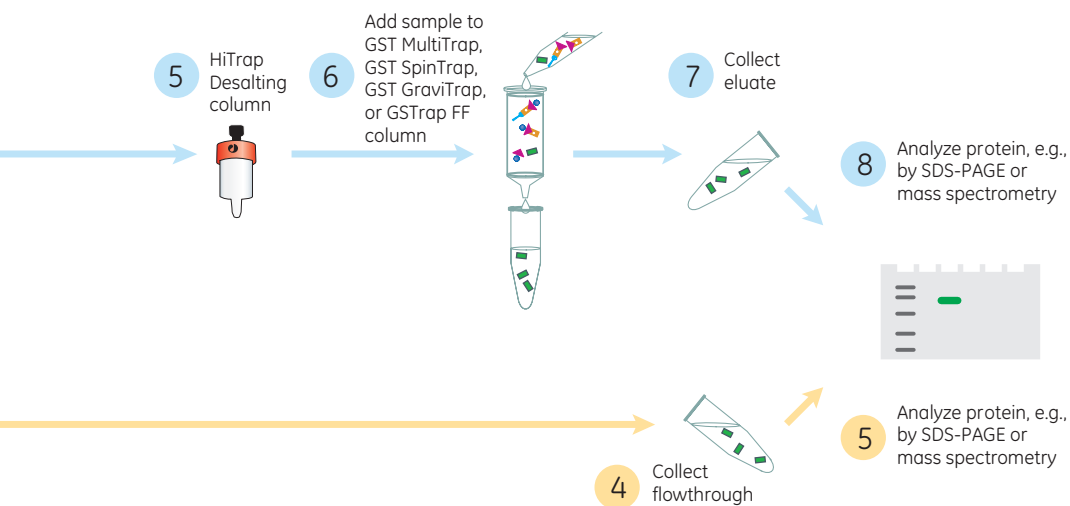 5
HiTrap
Desalting
column
6
Add sample to
GST MultiTrap,
GST SpinTrap,
GST GraviTrap,
or GSTrap FF
column
7
Collect
eluate
8
Analyze protein, e.g.,
by SDS-PAGE or
mass spectrometry
4
Collect
flowthrough
5
Analyze protein, e.g.,
by SDS-PAGE or
mass spectrometry